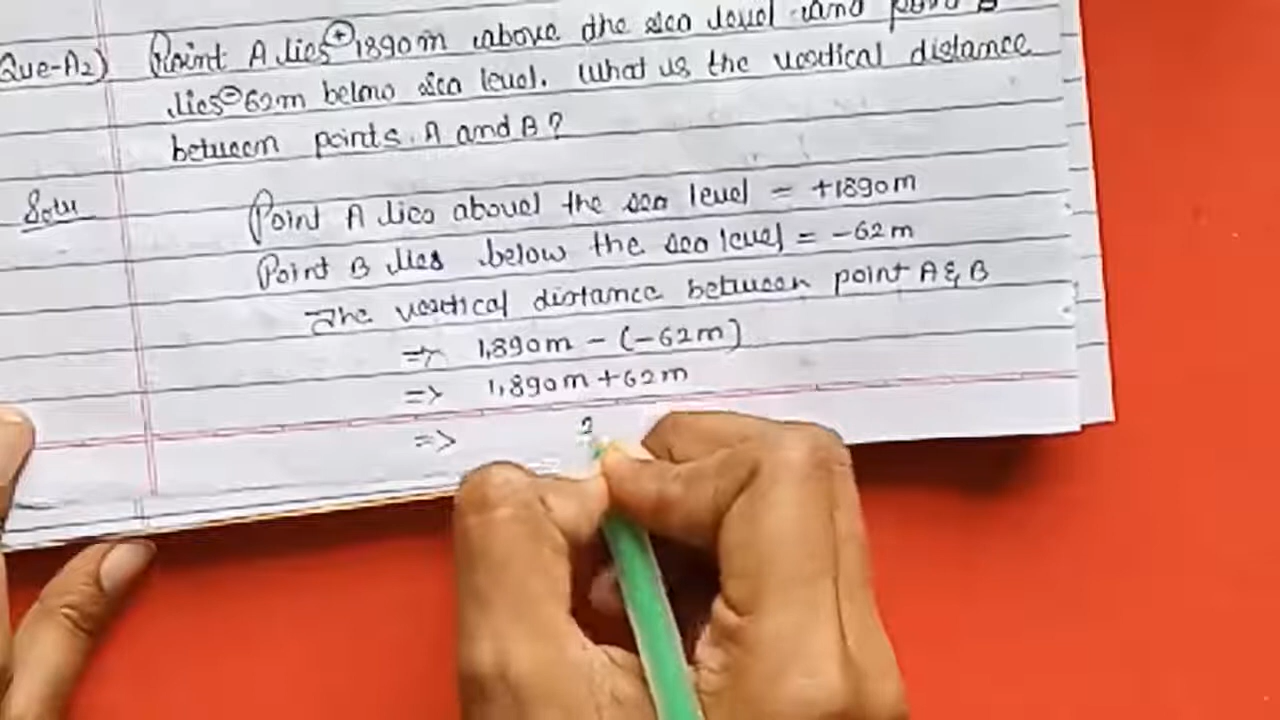 Que-A2) Point A lies + 1890m above the sea level and point B
lies - 62m below sea level. What is the vertical distance
between points A and B?
Soln
Point A lies above the sea level = +1890m
Point B lies below the sea level = -62m
The vertical distance between point A & B
=> 1,890m - (-62m)
=> 1,890m + 62m
=> 2